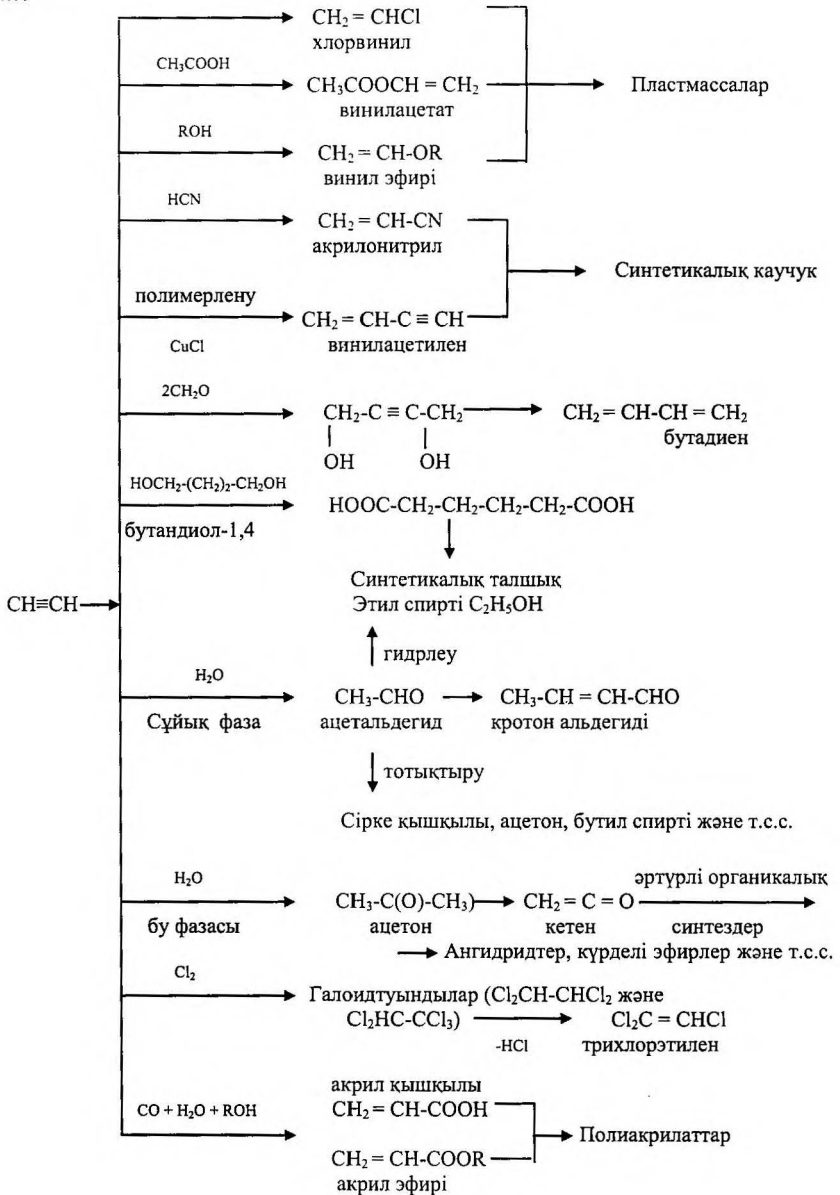 CH₂ = CHCl
хлорвинил
CH₃COOH
CH₃COOCH = CH₂
винилацетат
Пластмассалар
ROH
CH₂ = CH-OR
винил эфирі
HCN
CH₂ = CH-CN
акрилонитрил
Синтетикалық каучук
полимерлену
CH₂ = CH-C ≡ CH
CuCl
винилацетилен
2CH₂O
CH₂-C ≡ C-CH₂
CH₂ = CH-CH = CH₂
бутадиен
| |
OH OH
HOCH₂-(CH₂)₂-CH₂OH
HOOC-CH₂-CH₂-CH₂-CH₂-COOH
бутандиол-1,4
Синтетикалық талшық
Этил спирті C₂H₅OH
CH≡CH
гидрлеу
H₂O
CH₃-CHO
CH₃-CH = CH-CHO
Сұйық фаза
ацетальдегид
кротон альдегиді
тотықтыру
Сірке қышқылы, ацетон, бутил спирті және т.с.с.
H₂O
әртүрлі органикалық
CH₃-C(O)-CH₃)
CH₂ = C = O
бу фазасы
ацетон
кетен
синтездер
Ангидридтер, күрделі эфирлер және т.с.с.
Cl₂
Галоидтуындылар (Cl₂CH-CHCl₂ және
Cl₂HC-CCl₃)
Cl₂C = CHCl
-HCl
трихлорэтилен
акрил қышқылы
CO + H₂O + ROH
CH₂ = CH-COOH
Полиакрилаттар
CH₂ = CH-COOR
акрил эфирі